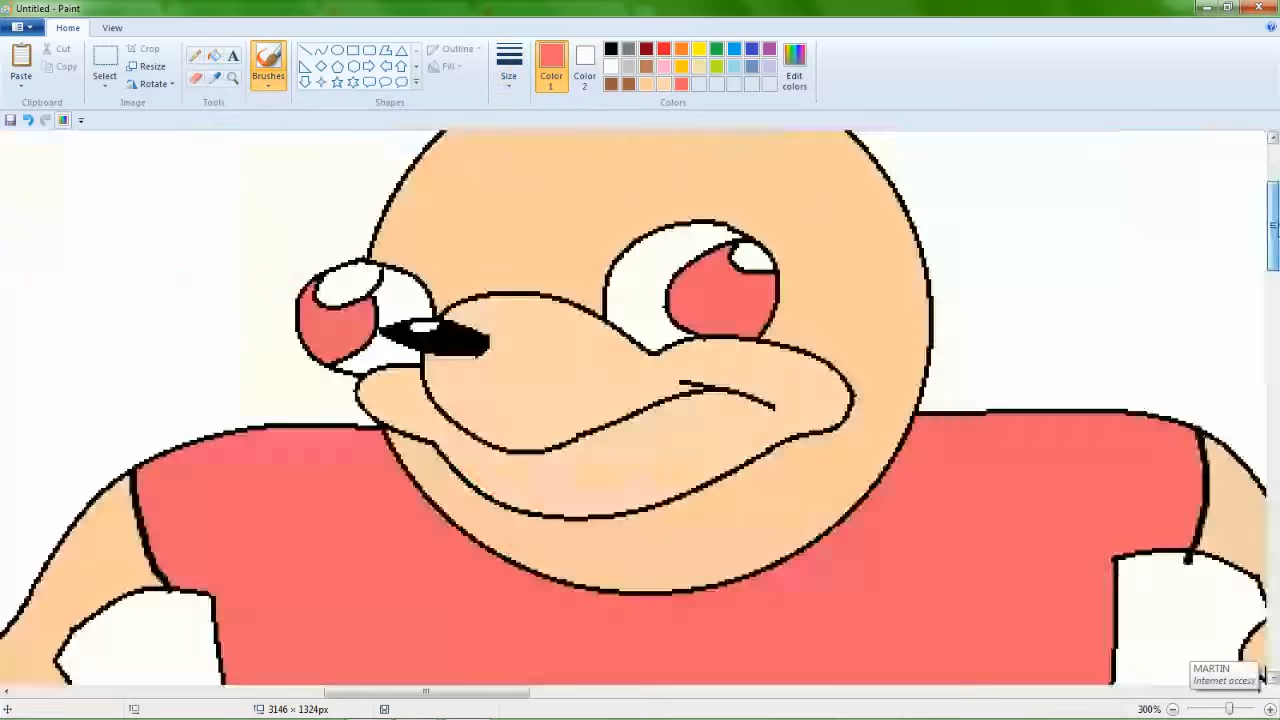 Untitled - Paint
Home View
Paste
Cut
Copy
Clipboard
Select
Crop
Resize
Rotate
Image
A
Tools
Brushes
Outline
Fill
Shapes
Size
Color
1
Color
2
Edit
colors
Colors
MARTIN
Internet access
3146 × 1324px
300%